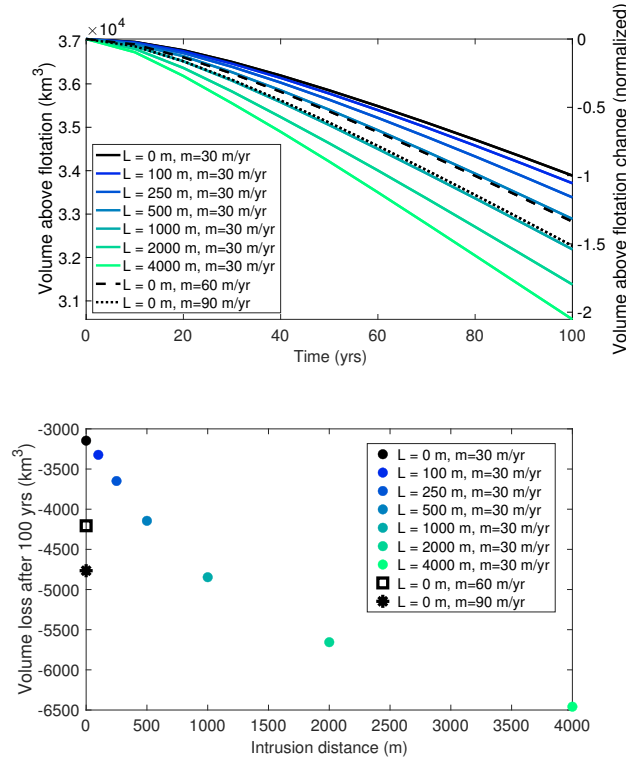 ×10⁴
3.7
3.6
3.5
3.4
3.3
3.2
3.1
Volume above flotation (km³)
0
-0.5
-1
-1.5
-2
Volume above flotation change (normalized)
L = 0 m, m=30 m/yr
L = 100 m, m=30 m/yr
L = 250 m, m=30 m/yr
L = 500 m, m=30 m/yr
L = 1000 m, m=30 m/yr
L = 2000 m, m=30 m/yr
L = 4000 m, m=30 m/yr
L = 0 m, m=60 m/yr
L = 0 m, m=90 m/yr
0 20 40 60 80 100
Time (yrs)
-3000
-3500
-4000
-4500
-5000
-5500
-6000
-6500
Volume loss after 100 yrs (km³)
L = 0 m, m=30 m/yr
L = 100 m, m=30 m/yr
L = 250 m, m=30 m/yr
L = 500 m, m=30 m/yr
L = 1000 m, m=30 m/yr
L = 2000 m, m=30 m/yr
L = 4000 m, m=30 m/yr
L = 0 m, m=60 m/yr
L = 0 m, m=90 m/yr
0 500 1000 1500 2000 2500 3000 3500 4000
Intrusion distance (m)